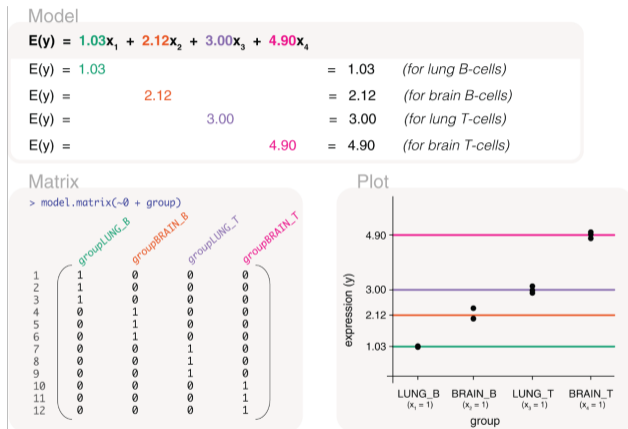 Model
E(y) = 1.03x₁ + 2.12x₂ + 3.00x₃ + 4.90x₄
E(y) = 1.03 = 1.03 (for lung B-cells)
E(y) = 2.12 = 2.12 (for brain B-cells)
E(y) = 3.00 = 3.00 (for lung T-cells)
E(y) = 4.90 = 4.90 (for brain T-cells)
Matrix
> model.matrix(~0 + group)
groupLUNG_B groupBRAIN_B groupLUNG_T groupBRAIN_T
1 1 0 0 0
2 1 0 0 0
3 1 0 0 0
4 0 1 0 0
5 0 1 0 0
6 0 1 0 0
7 0 0 1 0
8 0 0 1 0
9 0 0 1 0
10 0 0 0 1
11 0 0 0 1
12 0 0 0 1
Plot
expression (y)
4.90
3.00
2.12
1.03
LUNG_B BRAIN_B LUNG_T BRAIN_T
(x₁ = 1) (x₂ = 1) (x₃ = 1) (x₄ = 1)
group